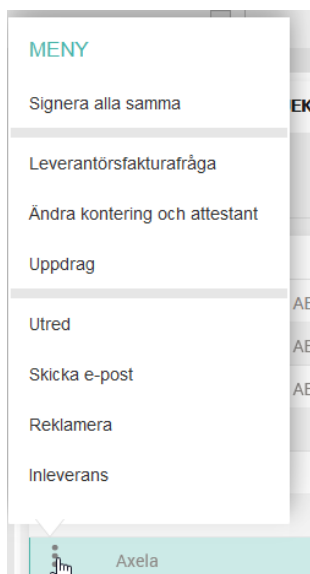 MENY
Signera alla samma
Leverantörsfakturafråga
Ändra kontering och attestant
Uppdrag
Utred
Skicka e-post
Reklamera
Inleverans
Axela